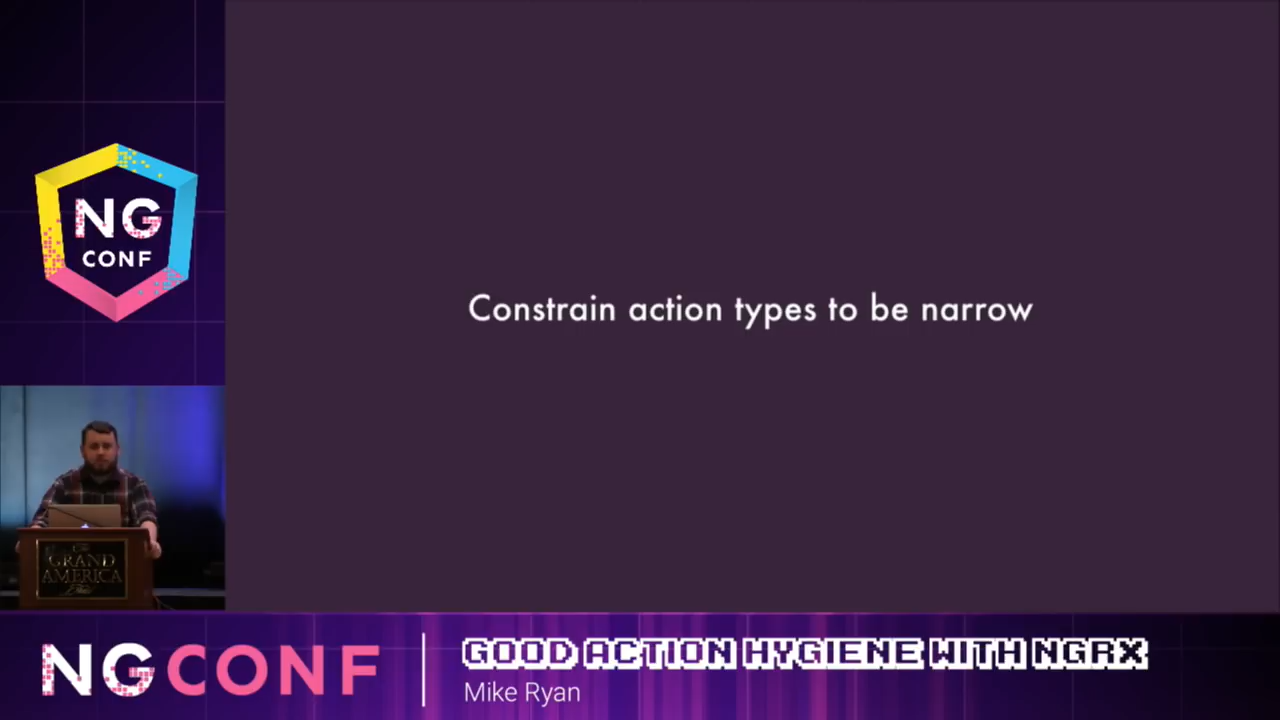 NG
CONF
Constrain action types to be narrow
GRAND
AMERICA
NGCONF
GOOD ACTION HYGIENE WITH NGRX
Mike Ryan